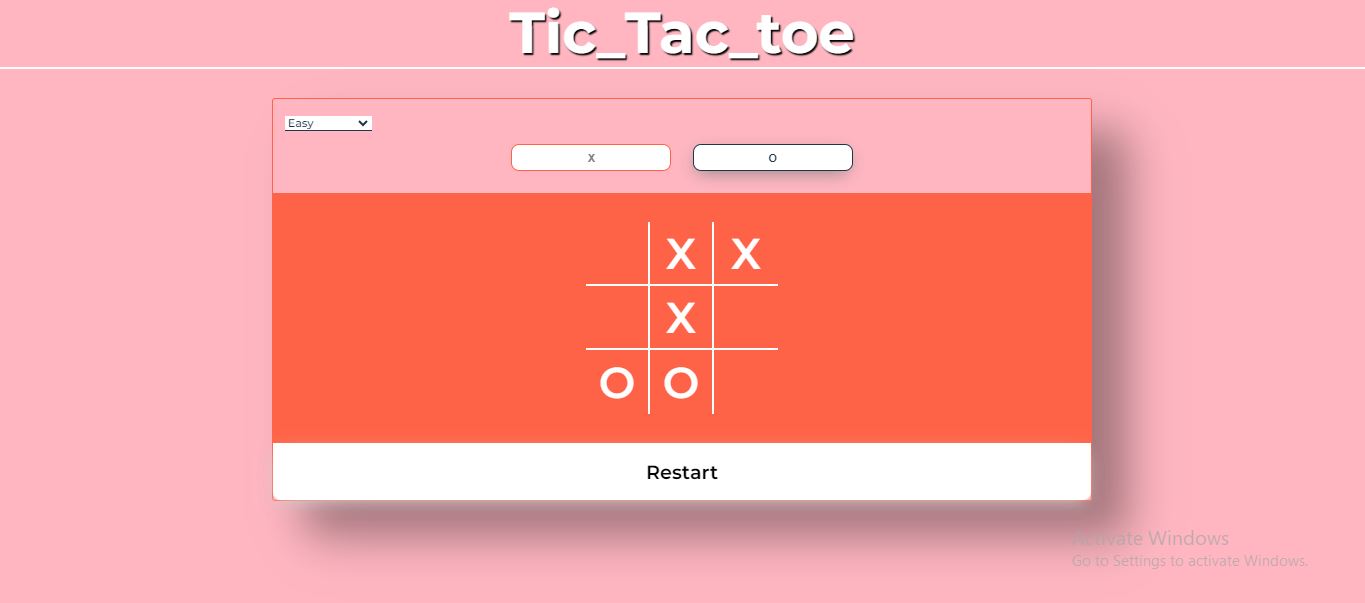 Tic_Tac_toe
Easy
X O
X X
X
O O
Restart
Activate Windows
Go to Settings to activate Windows.